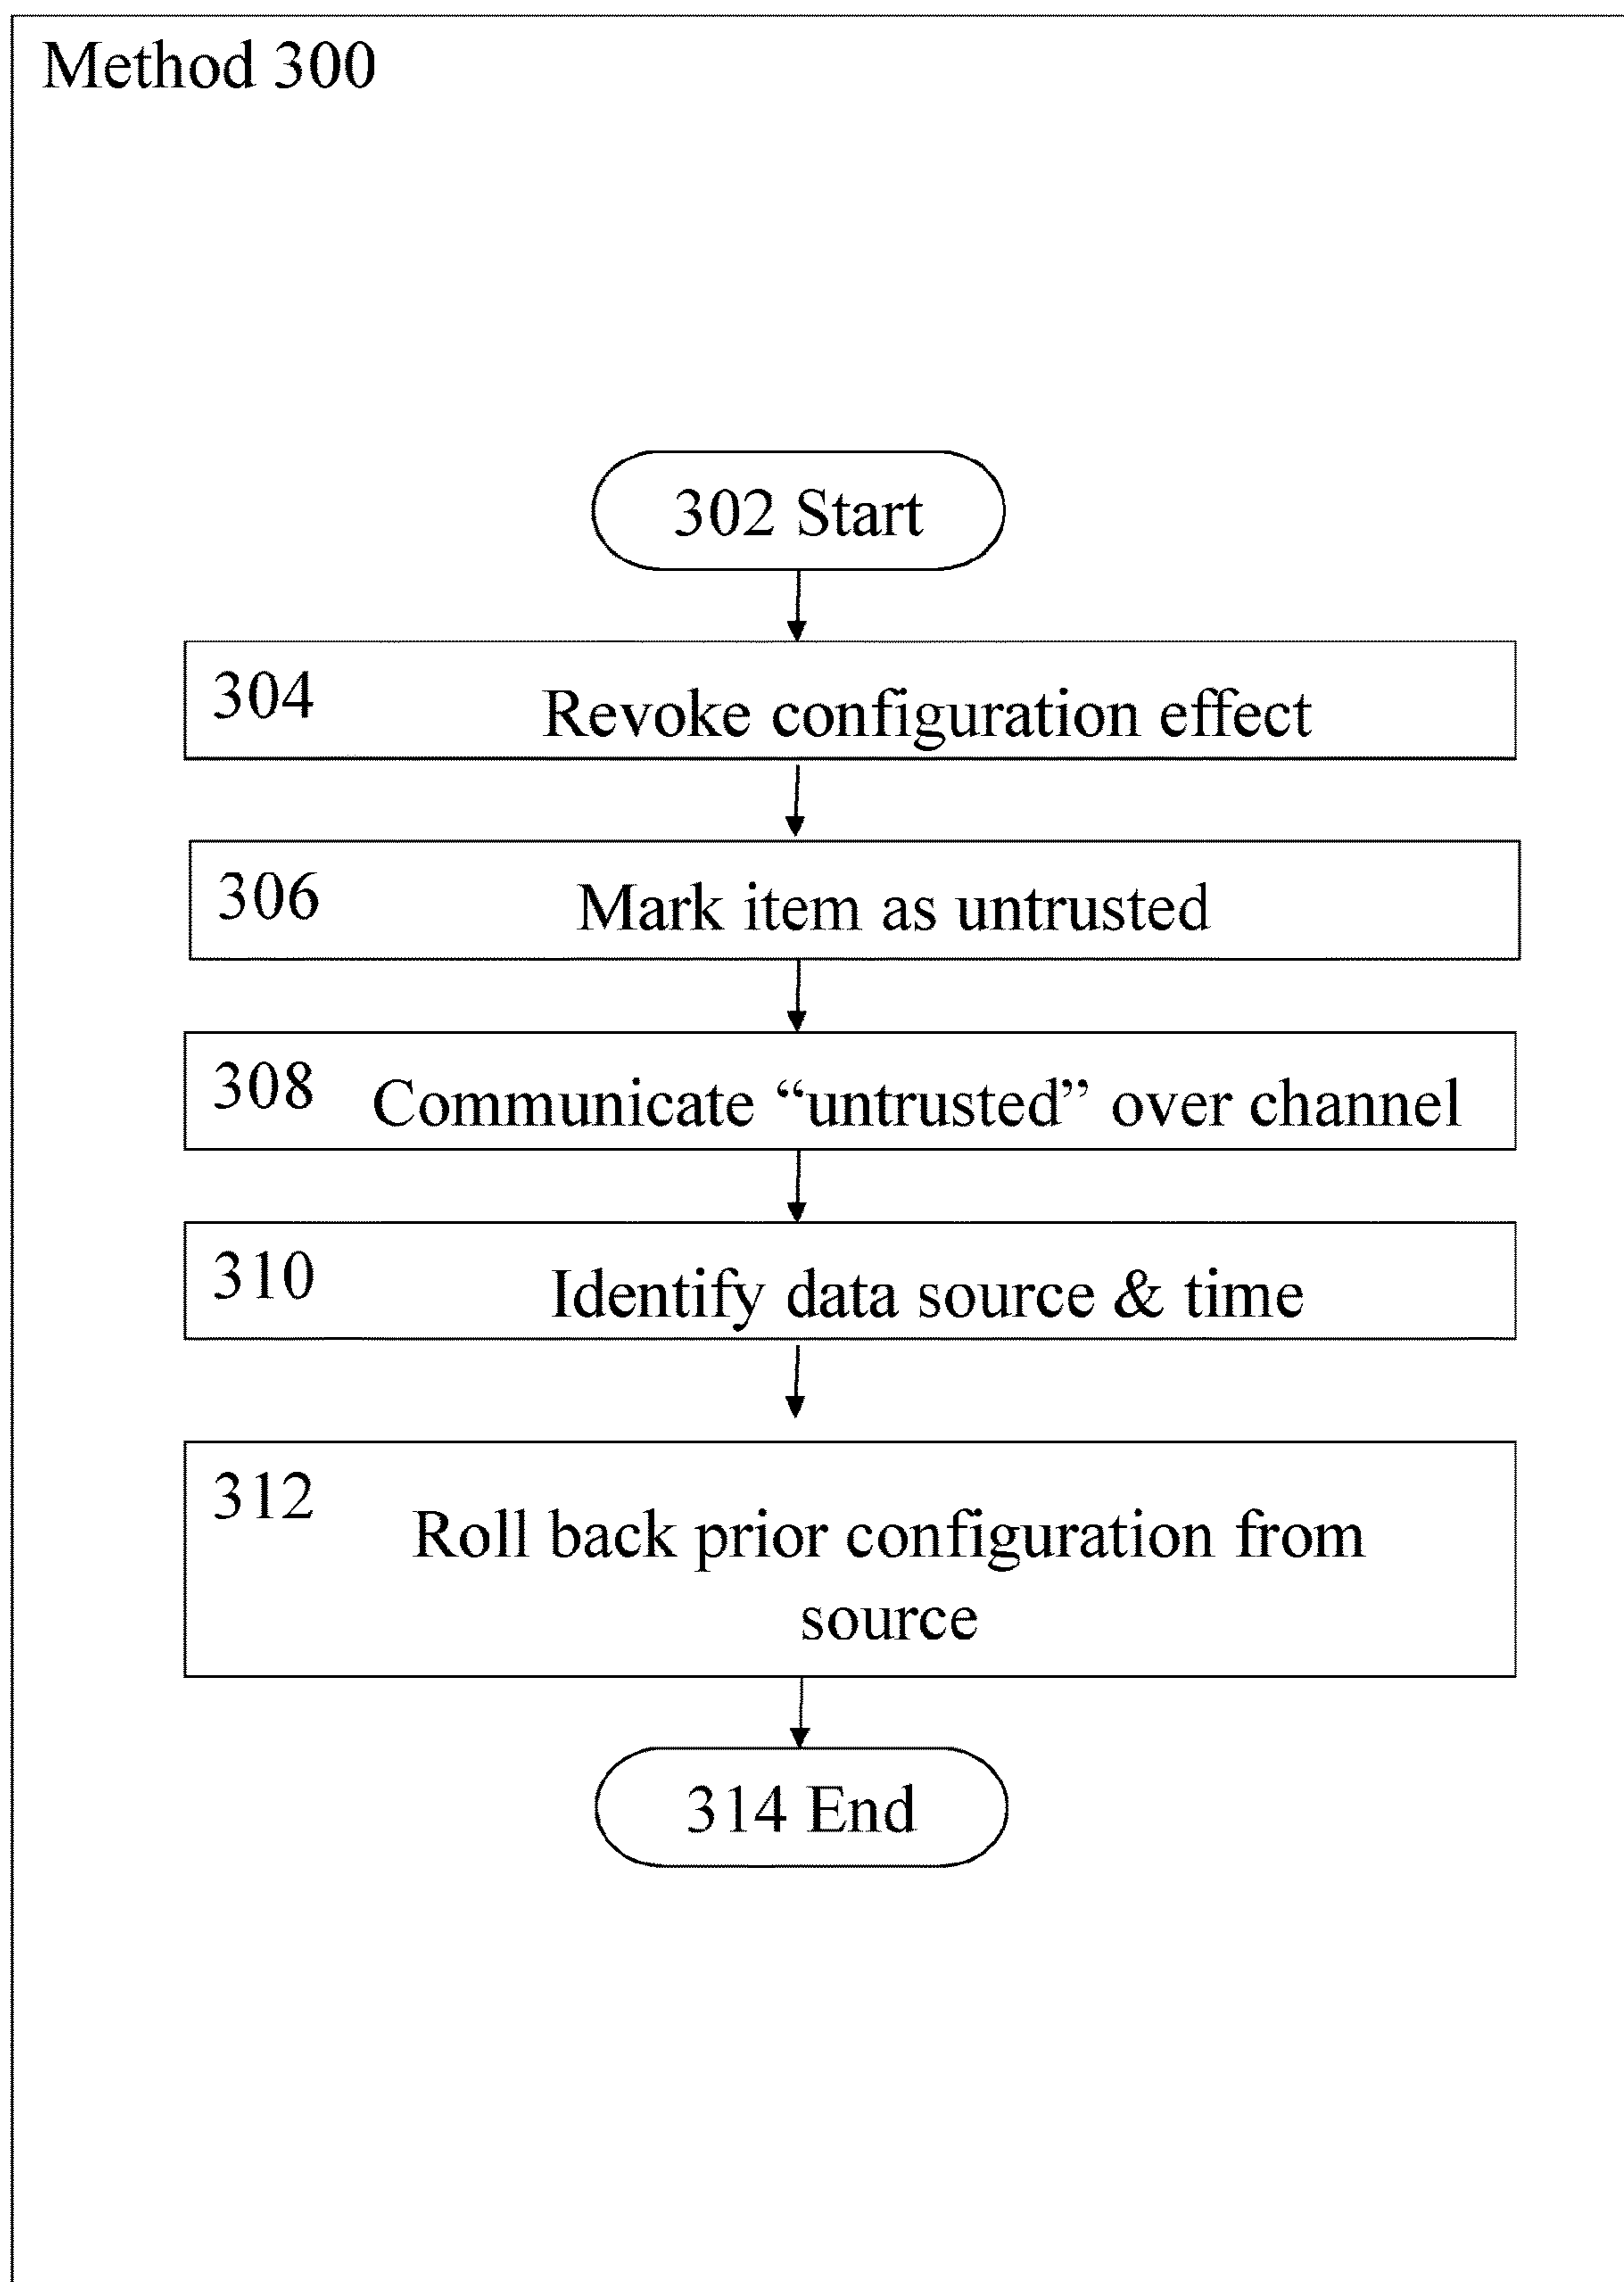 Method 300
302 Start
304
Revoke configuration effect
306
Mark item as untrusted
308
Communicate “untrusted” over channel
310
Identify data source & time
312
Roll back prior configuration from
source
314 End